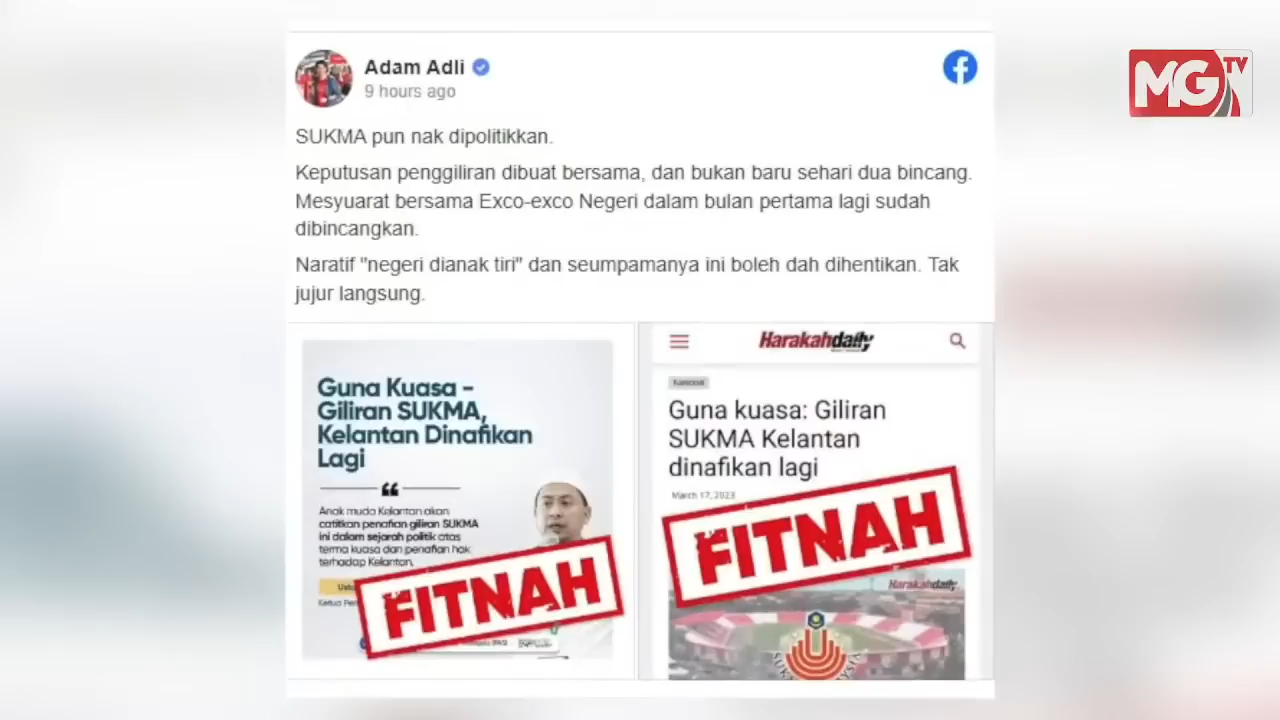 MGTV
Adam Adli
9 hours ago
SUKMA pun nak dipolitikkan.
Keputusan penggiliran dibuat bersama, dan bukan baru sehari dua bincang.
Mesyuarat bersama Exco-exco Negeri dalam bulan pertama lagi sudah
dibincangkan.
Naratif "negeri dianak tiri" dan seumpamanya ini boleh dah dihentikan. Tak
jujur langsung.
Guna Kuasa -
Giliran SUKMA,
Kelantan Dinafikan
Lagi
Anak muda Kelantan akan
catitkan penafian giliran SUKMA
ini dalam sejarah politik atas
terma kuasa dan penafian hak
terhadap Kelantan.
FITNAH
Harakahdaily
Nasional
Guna kuasa: Giliran
SUKMA Kelantan
dinafikan lagi
March 17, 2023
FITNAH
Harakahdaily